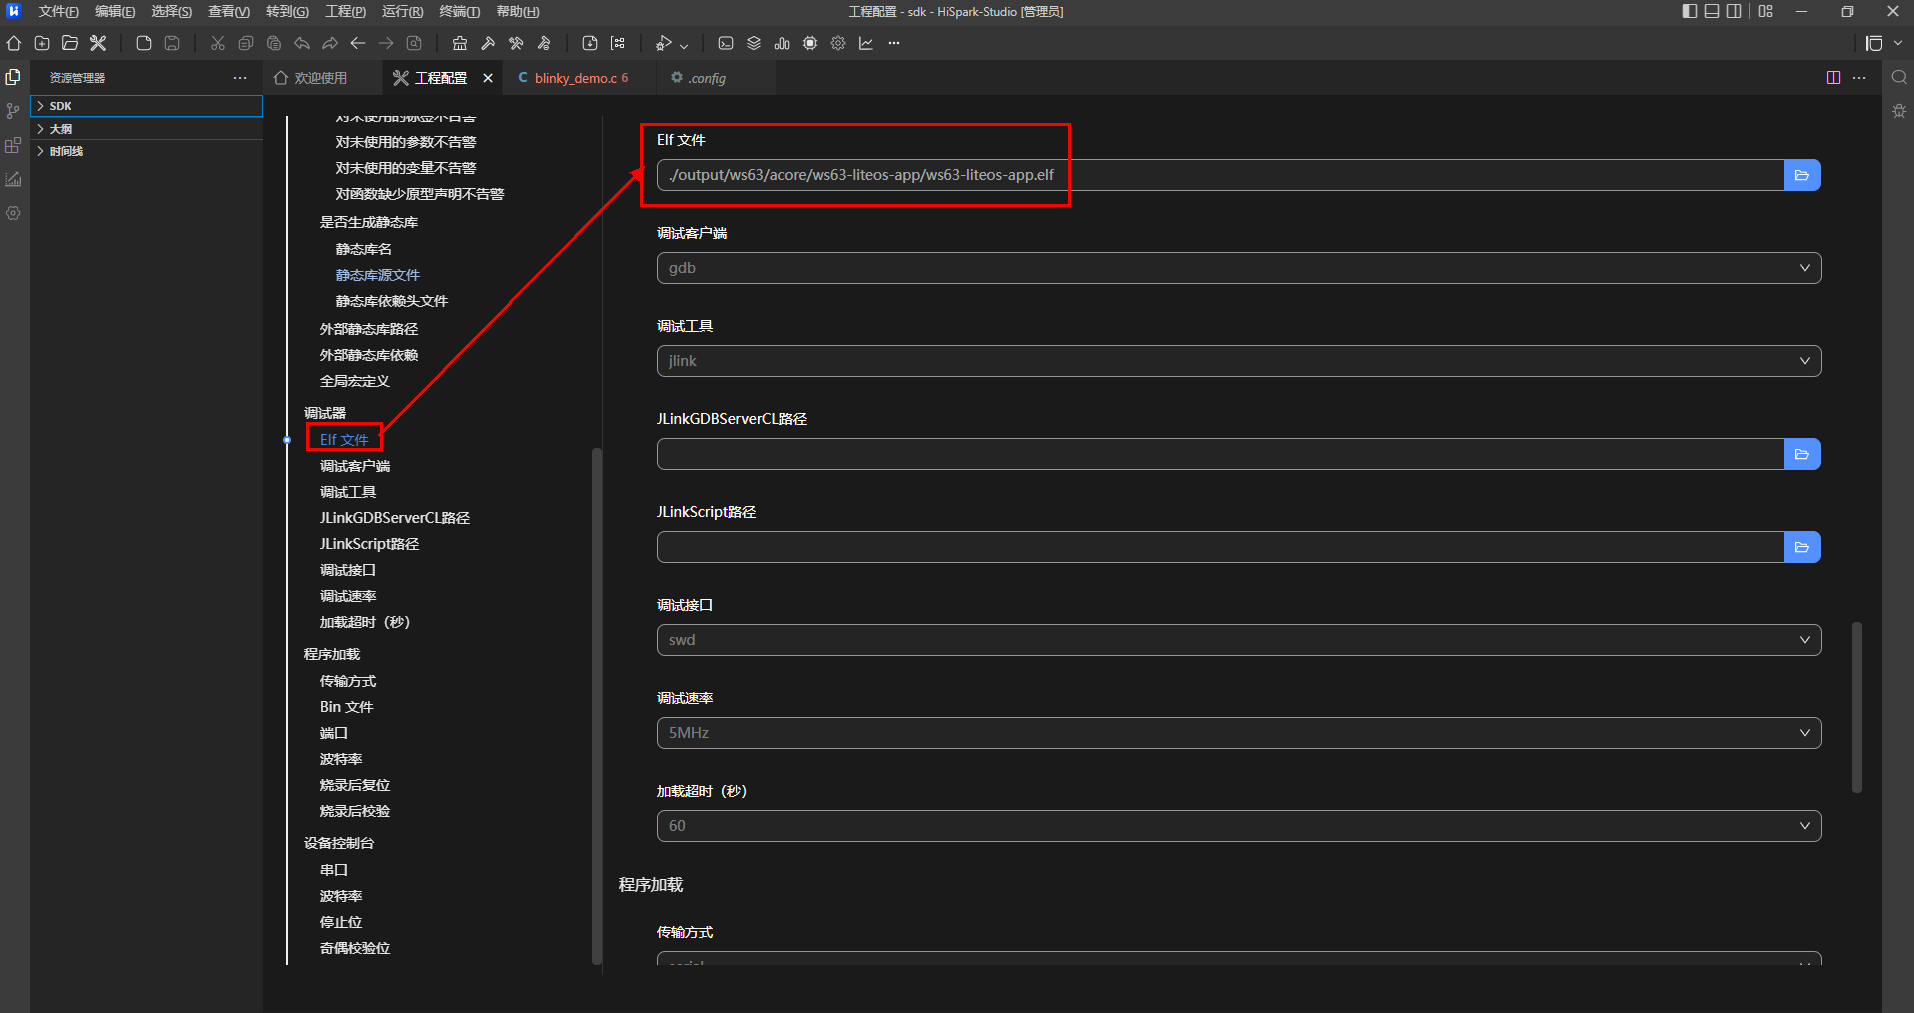 文件(F) 编辑(E) 选择(S) 查看(V) 转到(G) 工程(P) 运行(R) 终端(T) 帮助(H) 工程配置 - sdk - HiSpark-Studio [管理员]
资源管理器
SDK
大纲
时间线
欢迎使用 工程配置 C blinky_demo.c 6 .config
对未使用的标签不告警
对未使用的参数不告警
对未使用的变量不告警
对函数缺少原型声明不告警
是否生成静态库
静态库名
静态库源文件
静态库依赖头文件
外部静态库路径
外部静态库依赖
全局宏定义
调试器
Elf 文件
调试客户端
调试工具
JLinkGDBServerCL路径
JLinkScript路径
调试接口
调试速率
加载超时（秒）
程序加载
传输方式
Bin 文件
端口
波特率
烧录后复位
烧录后校验
设备控制台
串口
波特率
停止位
奇偶校验位
Elf 文件
./output/ws63/acore/ws63-liteos-app/ws63-liteos-app.elf
调试客户端
gdb
调试工具
jlink
JLinkGDBServerCL路径
JLinkScript路径
调试接口
swd
调试速率
5MHz
加载超时（秒）
60
程序加载
传输方式
serial